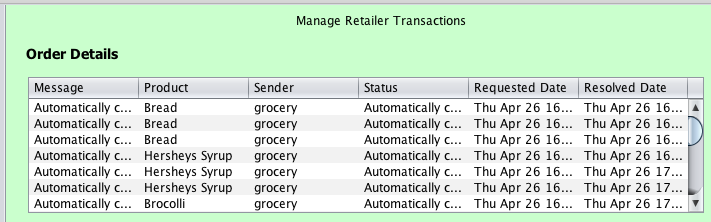 Manage Retailer Transactions
Order Details
Message Product Sender Status Requested Date Resolved Date
Automatically c... Bread grocery Automatically c... Thu Apr 26 16... Thu Apr 26 16...
Automatically c... Bread grocery Automatically c... Thu Apr 26 16... Thu Apr 26 16...
Automatically c... Bread grocery Automatically c... Thu Apr 26 16... Thu Apr 26 16...
Automatically c... Hersheys Syrup grocery Automatically c... Thu Apr 26 16... Thu Apr 26 16...
Automatically c... Hersheys Syrup grocery Automatically c... Thu Apr 26 16... Thu Apr 26 17...
Automatically c... Hersheys Syrup grocery Automatically c... Thu Apr 26 16... Thu Apr 26 17...
Automatically c... Brocolli grocery Automatically c... Thu Apr 26 16... Thu Apr 26 17...